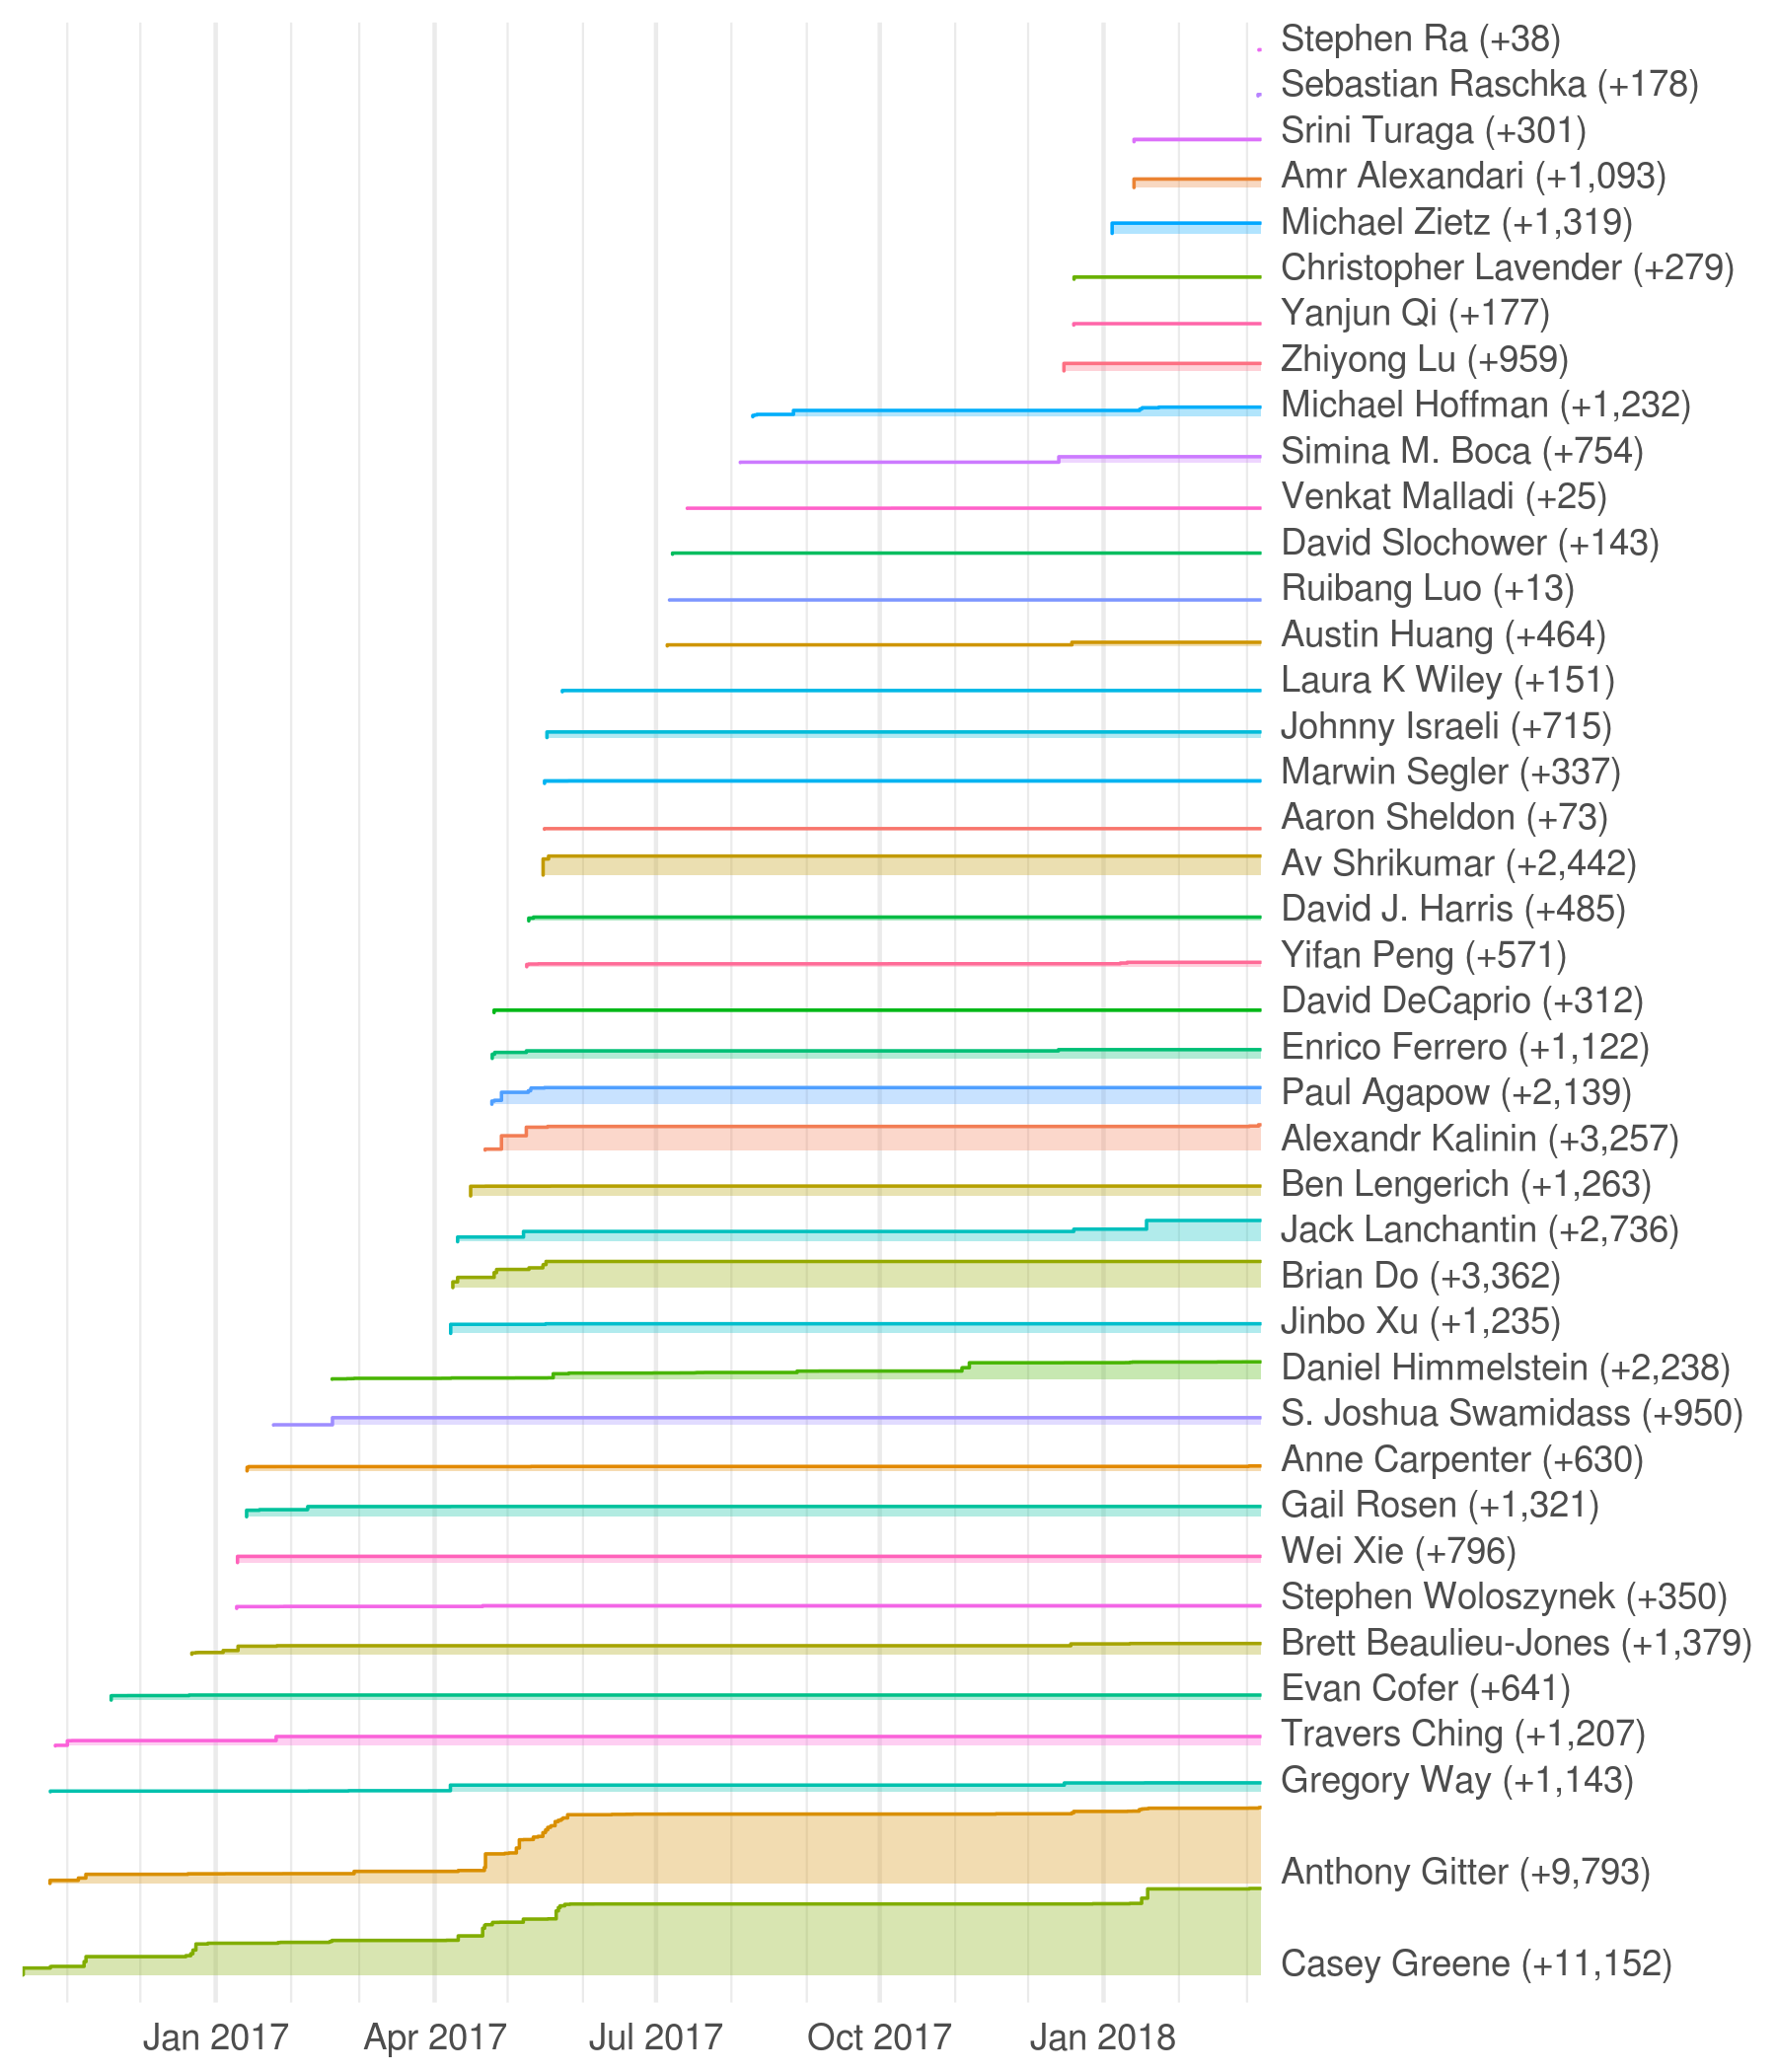 Stephen Ra (+38)
Sebastian Raschka (+178)
Srini Turaga (+301)
Amr Alexandari (+1,093)
Michael Zietz (+1,319)
Christopher Lavender (+279)
Yanjun Qi (+177)
Zhiyong Lu (+959)
Michael Hoffman (+1,232)
Simina M. Boca (+754)
Venkat Malladi (+25)
David Slochower (+143)
Ruibang Luo (+13)
Austin Huang (+464)
Laura K Wiley (+151)
Johnny Israeli (+715)
Marwin Segler (+337)
Aaron Sheldon (+73)
Av Shrikumar (+2,442)
David J. Harris (+485)
Yifan Peng (+571)
David DeCaprio (+312)
Enrico Ferrero (+1,122)
Paul Agapow (+2,139)
Alexandr Kalinin (+3,257)
Ben Lengerich (+1,263)
Jack Lanchantin (+2,736)
Brian Do (+3,362)
Jinbo Xu (+1,235)
Daniel Himmelstein (+2,238)
S. Joshua Swamidass (+950)
Anne Carpenter (+630)
Gail Rosen (+1,321)
Wei Xie (+796)
Stephen Woloszynek (+350)
Brett Beaulieu-Jones (+1,379)
Evan Cofer (+641)
Travers Ching (+1,207)
Gregory Way (+1,143)
Anthony Gitter (+9,793)
Casey Greene (+11,152)
Jan 2017 Apr 2017 Jul 2017 Oct 2017 Jan 2018